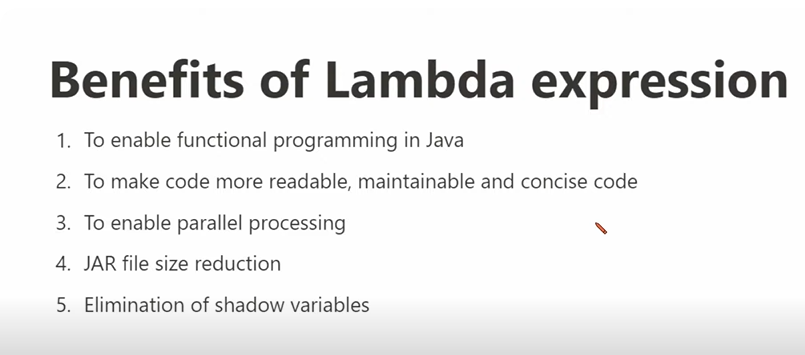 Benefits of Lambda expression
1. To enable functional programming in Java
2. To make code more readable, maintainable and concise code
3. To enable parallel processing
4. JAR file size reduction
5. Elimination of shadow variables